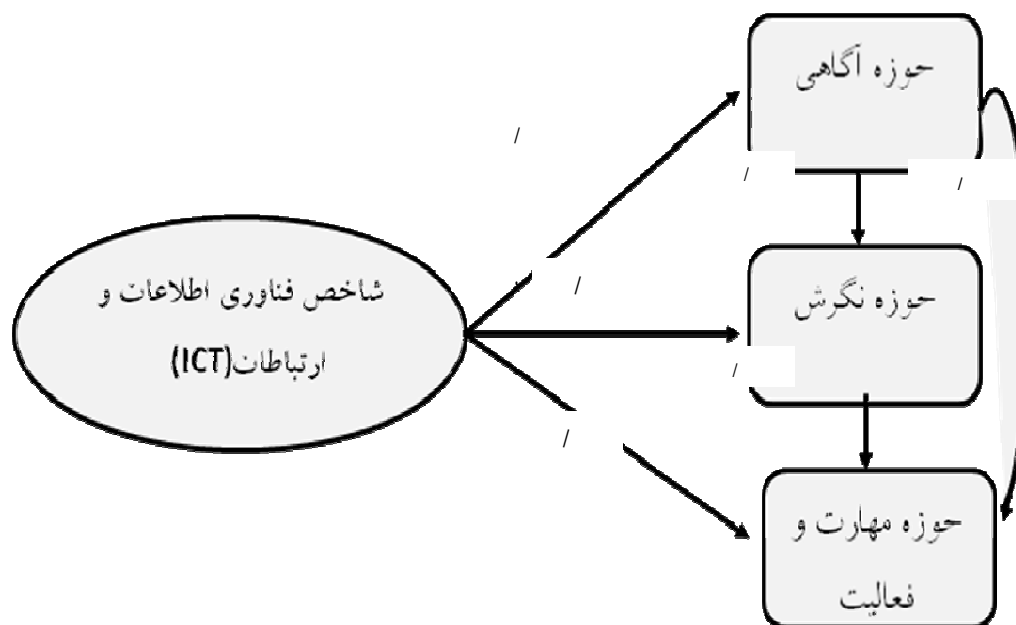 حوزه آگاهی
/
/
/
شاخص فناوری اطلاعات و
ارتباطات(ICT)
/
حوزه نگرش
/
/
حوزه مهارت و
فعالیت